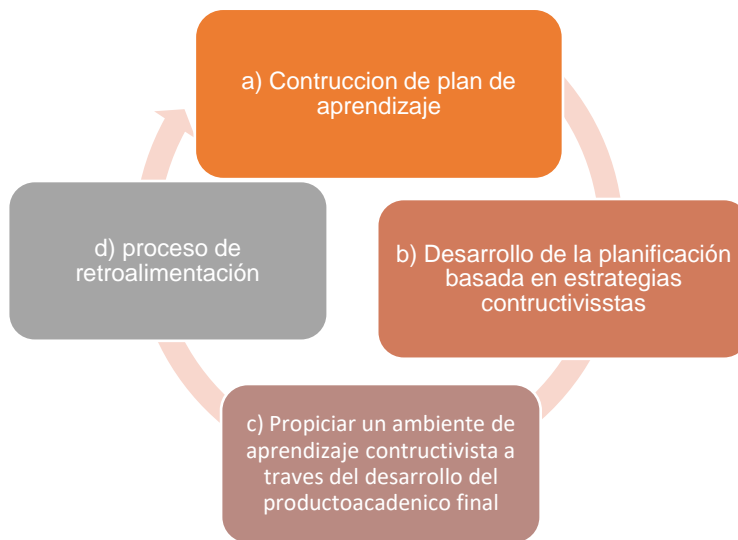 a) Contruccion de plan de
aprendizaje
b) Desarrollo de la planificación
basada en estrategias
contructivisstas
c) Propiciar un ambiente de
aprendizaje contructivista a
traves del desarrollo del
productoacadenico final
d) proceso de
retroalimentación